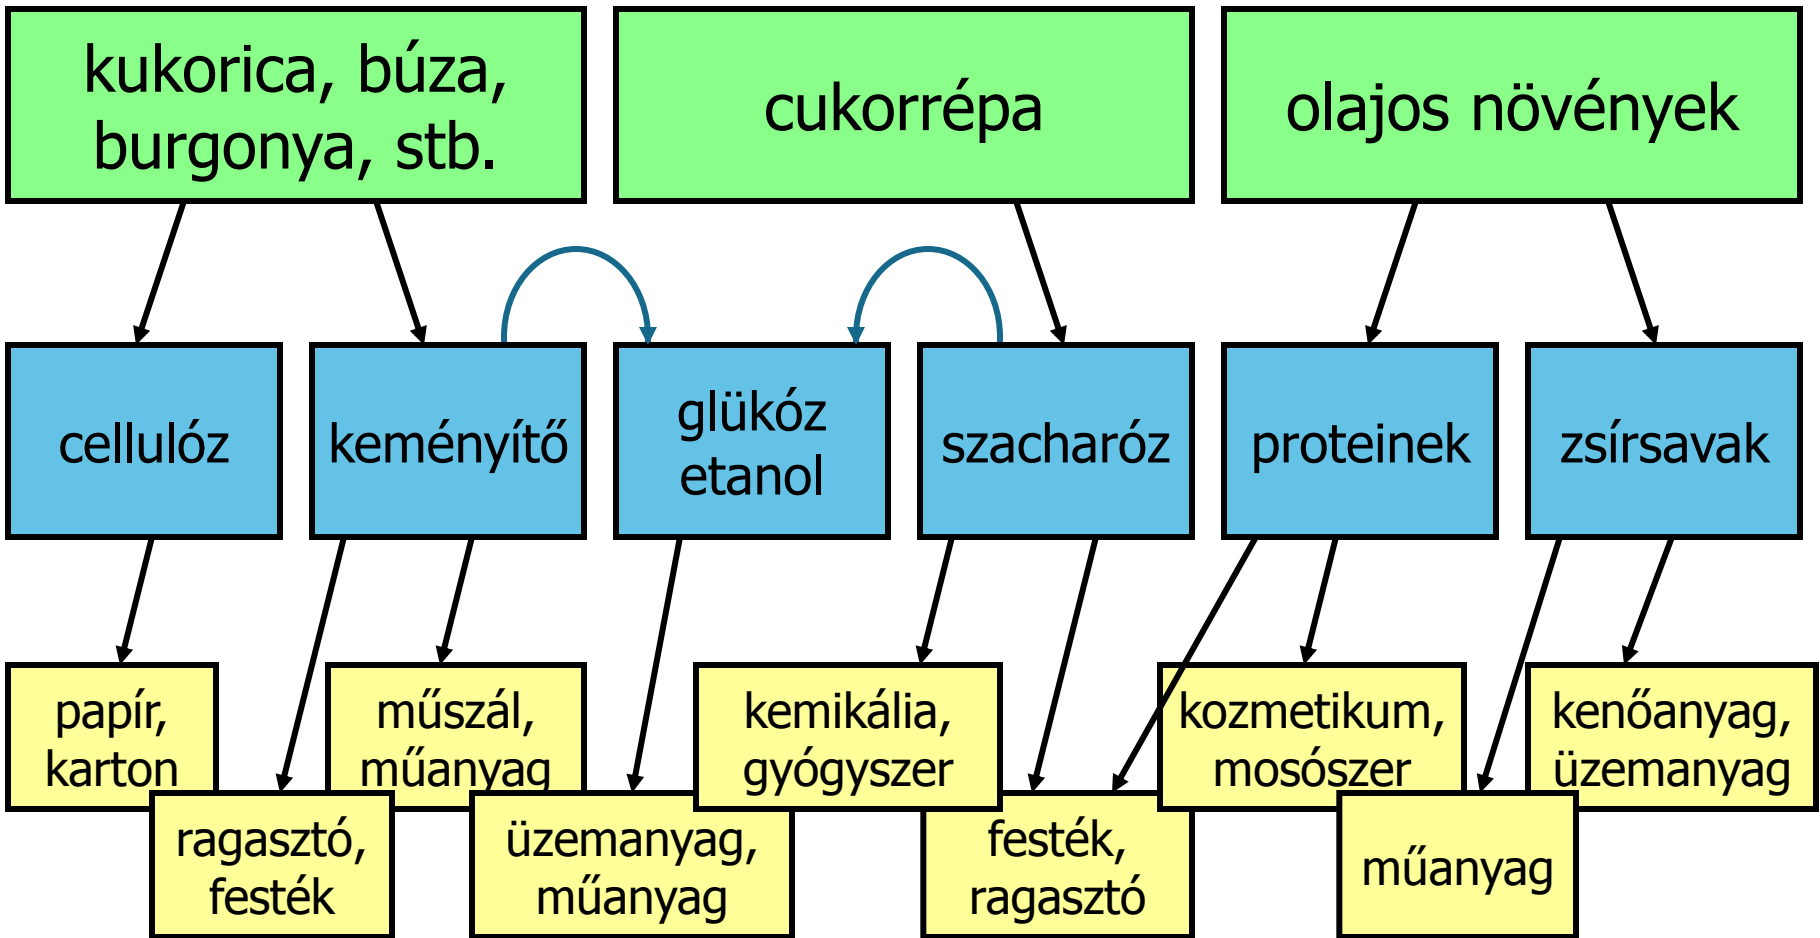 kukorica, búza,
burgonya, stb.
cukorrépa
olajos növények
cellulóz
keményítő
glükóz
etanol
szacharóz
proteinek
zsírsavak
papír,
karton
műszál,
műanyag
kemikália,
gyógyszer
kozmetikum,
mosószer
kenőanyag,
üzemanyag
ragasztó,
festék
üzemanyag,
műanyag
festék,
ragasztó
műanyag